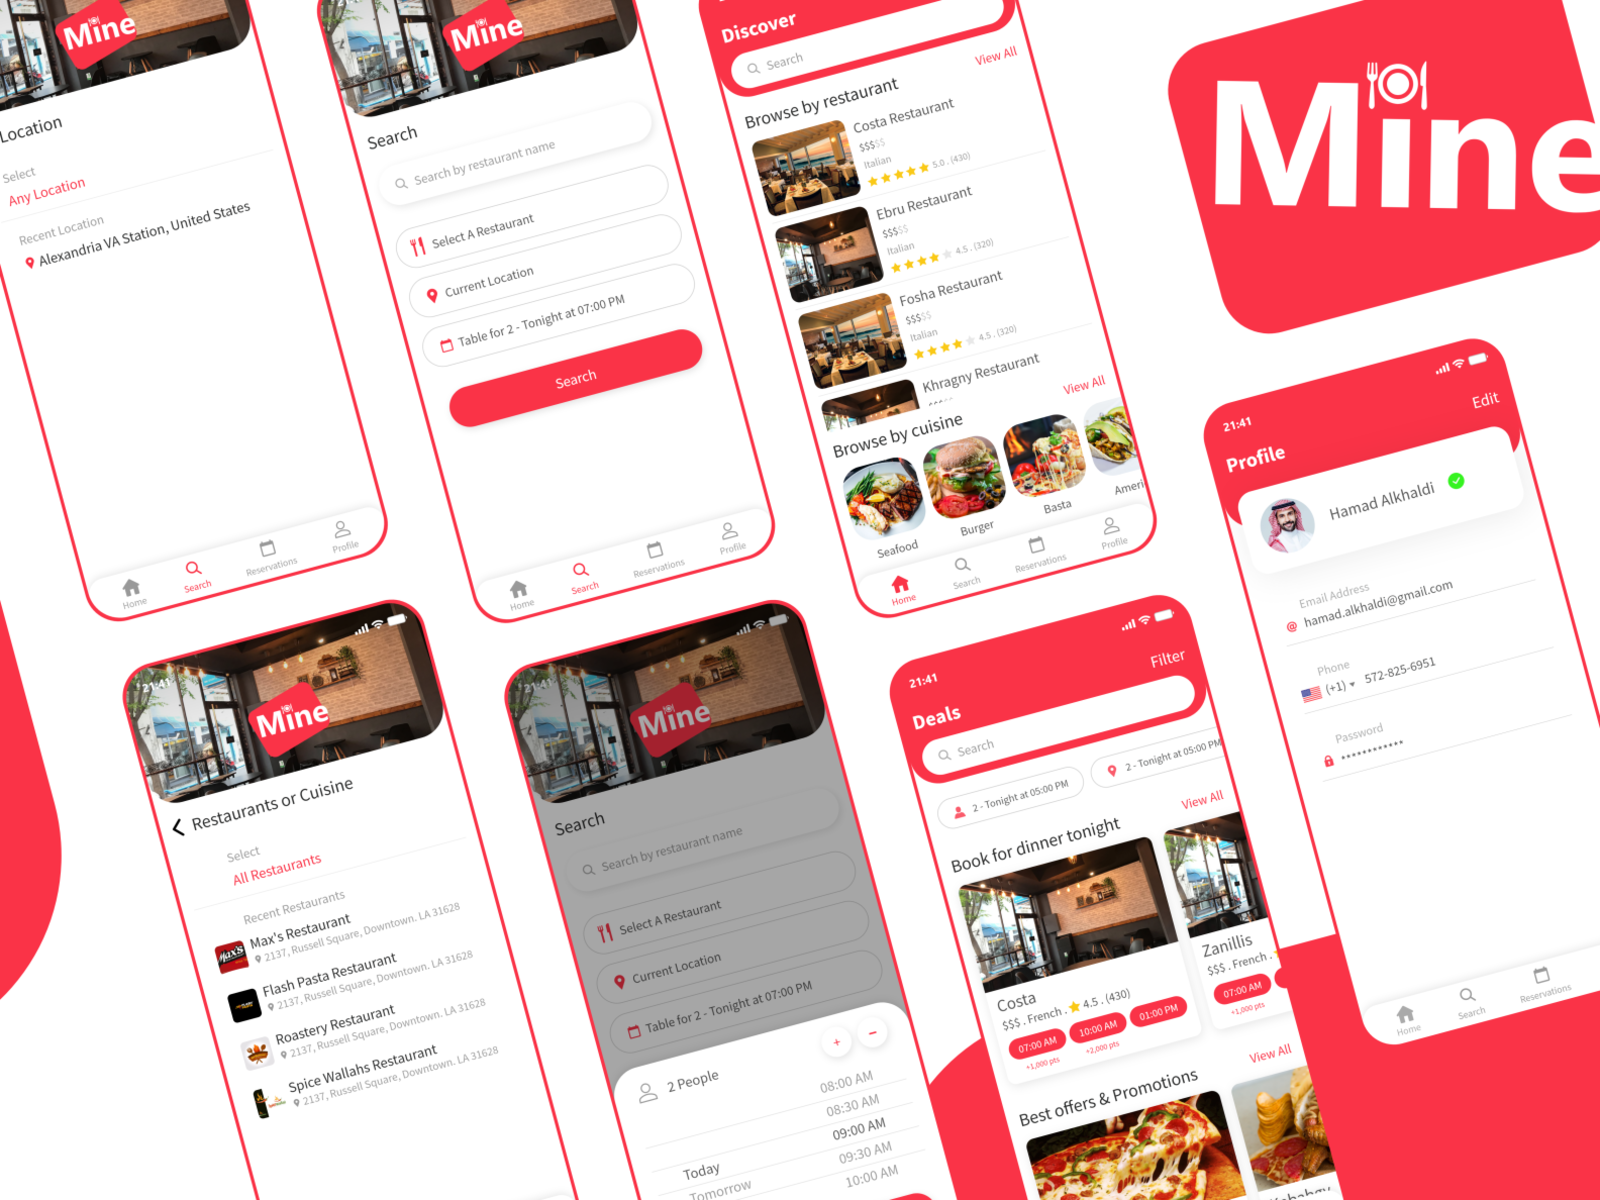 Mine
Location
Select
Any Location
Recent Location
Alexandria VA Station, United States
Home
Search
Reservations
Profile
Mine
Search
Search by restaurant name
Select A Restaurant
Current Location
Table for 2 - Tonight at 07:00 PM
Search
Home
Search
Reservations
Profile
Discover
Search
Browse by restaurant
View All
Costa Restaurant
$$$$$
Italian
5.0 . (430)
Ebru Restaurant
$$$$$
Italian
4.5 . (320)
Fosha Restaurant
$$$$$
Italian
4.5 . (320)
Khragny Restaurant
Browse by cuisine
View All
Seafood
Burger
Basta
Ameri
Home
Search
Reservations
Profile
Mine
21:41
Edit
Profile
Hamad Alkhaldi
Email Address
@ hamad.alkhaldi@gmail.com
Phone
(+1) 572-825-6951
Password
************
Home
Search
Reservations
21:41
Mine
Restaurants or Cuisine
Select
All Restaurants
Recent Restaurants
Max's
Max's Restaurant
2137, Russell Square, Downtown. LA 31628
Flash Pasta Restaurant
2137, Russell Square, Downtown. LA 31628
Roastery Restaurant
2137, Russell Square, Downtown. LA 31628
Spice Wallahs Restaurant
2137, Russell Square, Downtown. LA 31628
21:41
Mine
Search
Search by restaurant name
Select A Restaurant
Current Location
Table for 2 - Tonight at 07:00 PM
2 People
+ -
08:00 AM
08:30 AM
09:00 AM
Today
09:30 AM
Tomorrow
10:00 AM
21:41
Filter
Deals
Search
2 - Tonight at 05:00 PM
2 - Tonight at 05:00 PM
Book for dinner tonight
View All
Costa
$$$ . French . 4.5 . (430)
07:00 AM
10:00 AM
01:00 PM
+1,000 pts
+2,000 pts
Zanillis
$$$ . French .
07:00 AM
+1,000 pts
Best offers & Promotions
View All